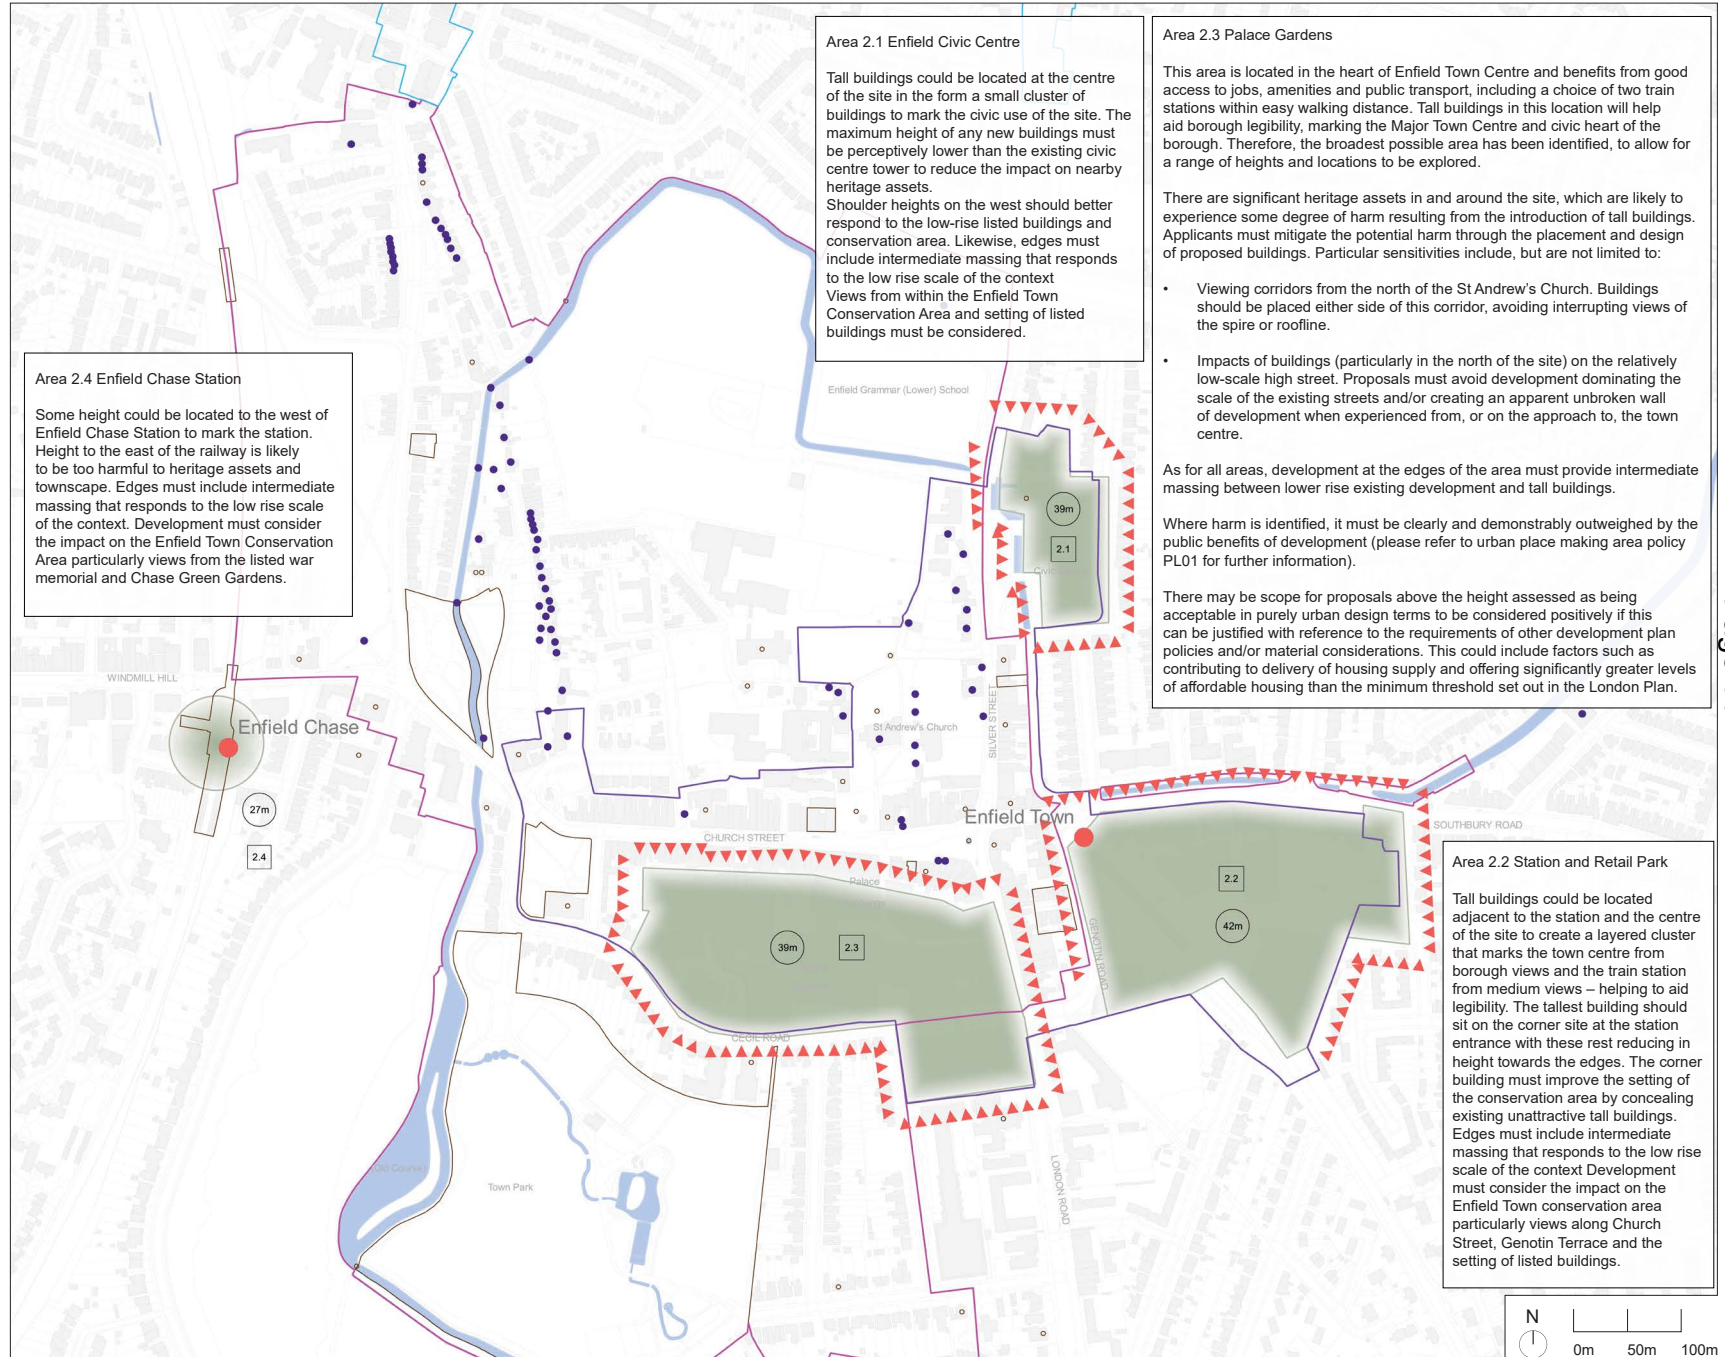 Area 2.1 Enfield Civic Centre
Tall buildings could be located at the centre
of the site in the form a small cluster of
buildings to mark the civic use of the site. The
maximum height of any new buildings must
be perceptively lower than the existing civic
centre tower to reduce the impact on nearby
heritage assets.
Shoulder heights on the west should better
respond to the low-rise listed buildings and
conservation area. Likewise, edges must
include intermediate massing that responds
to the low rise scale of the context
Views from within the Enfield Town
Conservation Area and setting of listed
buildings must be considered.
Area 2.3 Palace Gardens
This area is located in the heart of Enfield Town Centre and benefits from good
access to jobs, amenities and public transport, including a choice of two train
stations within easy walking distance. Tall buildings in this location will help
aid borough legibility, marking the Major Town Centre and civic heart of the
borough. Therefore, the broadest possible area has been identified, to allow for
a range of heights and locations to be explored.
There are significant heritage assets in and around the site, which are likely to
experience some degree of harm resulting from the introduction of tall buildings.
Applicants must mitigate the potential harm through the placement and design
of proposed buildings. Particular sensitivities include, but are not limited to:
• Viewing corridors from the north of the St Andrew's Church. Buildings
should be placed either side of this corridor, avoiding interrupting views of
the spire or roofline.
• Impacts of buildings (particularly in the north of the site) on the relatively
low-scale high street. Proposals must avoid development dominating the
scale of the existing streets and/or creating an apparent unbroken wall
of development when experienced from, or on the approach to, the town
centre.
As for all areas, development at the edges of the area must provide intermediate
massing between lower rise existing development and tall buildings.
Where harm is identified, it must be clearly and demonstrably outweighed by the
public benefits of development (please refer to urban place making area policy
PL01 for further information).
There may be scope for proposals above the height assessed as being
acceptable in purely urban design terms to be considered positively if this
can be justified with reference to the requirements of other development plan
policies and/or material considerations. This could include factors such as
contributing to delivery of housing supply and offering significantly greater levels
of affordable housing than the minimum threshold set out in the London Plan.
Area 2.4 Enfield Chase Station
Some height could be located to the west of
Enfield Chase Station to mark the station.
Height to the east of the railway is likely
to be too harmful to heritage assets and
townscape. Edges must include intermediate
massing that responds to the low rise scale
of the context. Development must consider
the impact on the Enfield Town Conservation
Area particularly views from the listed war
memorial and Chase Green Gardens.
Enfield Grammar (Lower) School
39m
2.1
Civic
WINDMILL HILL
Enfield Chase
27m
2.4
St Andrew's Church
SILVER STREET
Enfield Town
CHURCH STREET
Palace
SOUTHBURY ROAD
39m
2.3
2.2
42m
GENOTIN ROAD
CECIL ROAD
LONDON ROAD
(Old Course)
Town Park
Area 2.2 Station and Retail Park
Tall buildings could be located
adjacent to the station and the centre
of the site to create a layered cluster
that marks the town centre from
borough views and the train station
from medium views – helping to aid
legibility. The tallest building should
sit on the corner site at the station
entrance with these rest reducing in
height towards the edges. The corner
building must improve the setting of
the conservation area by concealing
existing unattractive tall buildings.
Edges must include intermediate
massing that responds to the low rise
scale of the context Development
must consider the impact on the
Enfield Town conservation area
particularly views along Church
Street, Genotin Terrace and the
setting of listed buildings.
N
0m 50m 100m